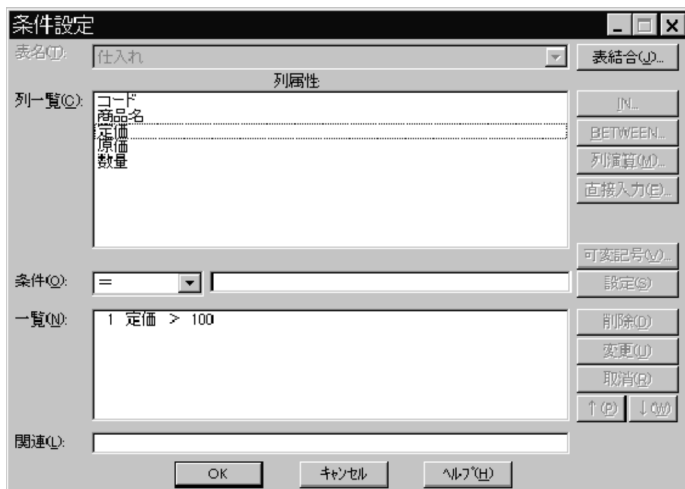 条件設定
表名(T): 仕入れ 表結合(J)...
列属性
列一覧(C): コード
商品名
定価
原価
数量
IN...
BETWEEN...
列演算(M)...
直接入力(E)...
可変記号(V)...
条件(O): = 設定(S)
一覧(N): 1 定価 > 100
削除(D)
変更(U)
取消(R)
↑(P) ↓(W)
関連(L):
OK キャンセル ヘルプ(H)